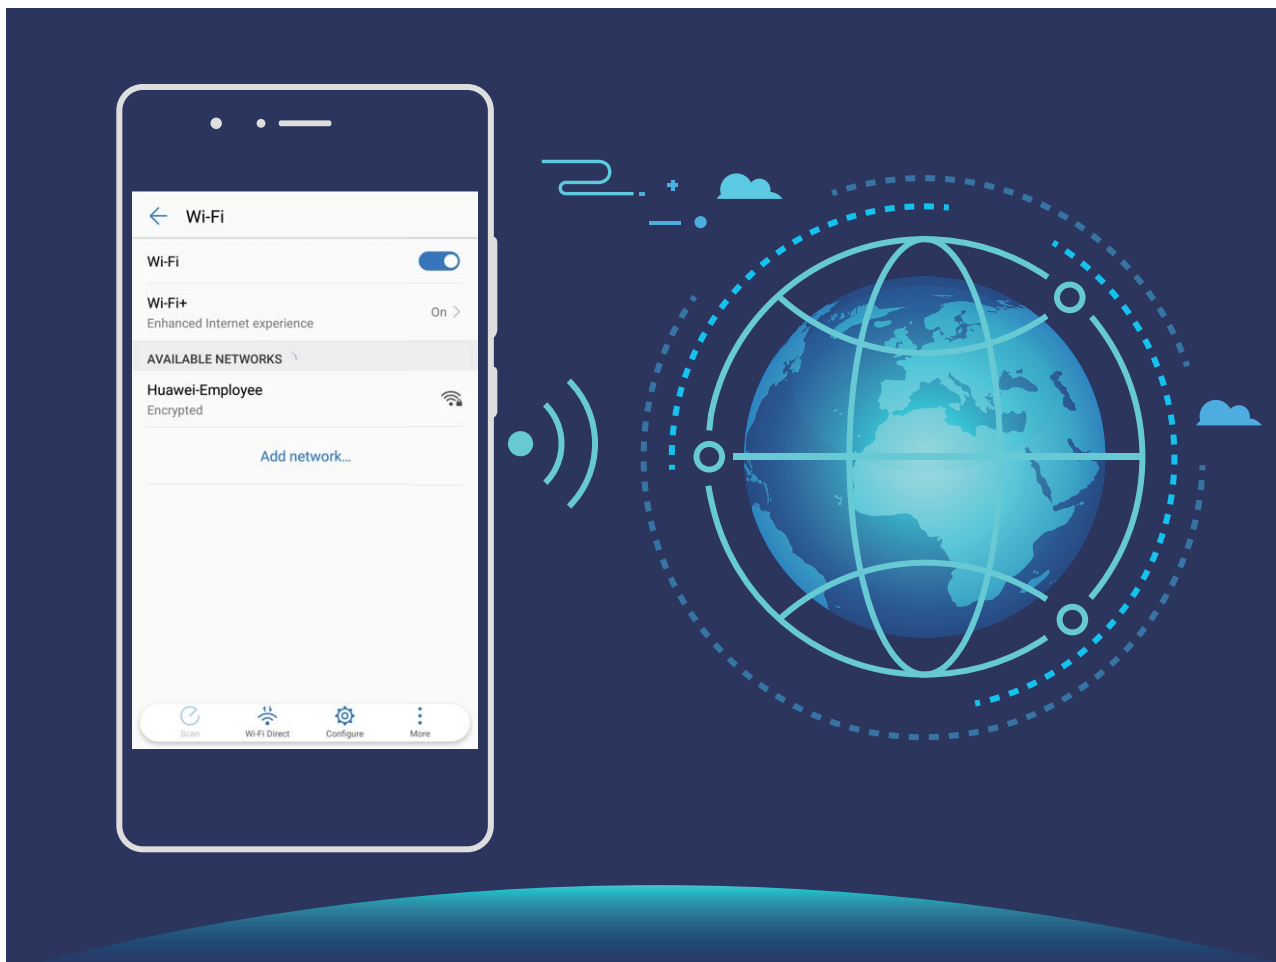 Wi-Fi
Wi-Fi
Wi-Fi+
Enhanced Internet experience
On
AVAILABLE NETWORKS
Huawei-Employee
Encrypted
Add network...
Scan
Wi-Fi Direct
Configure
More